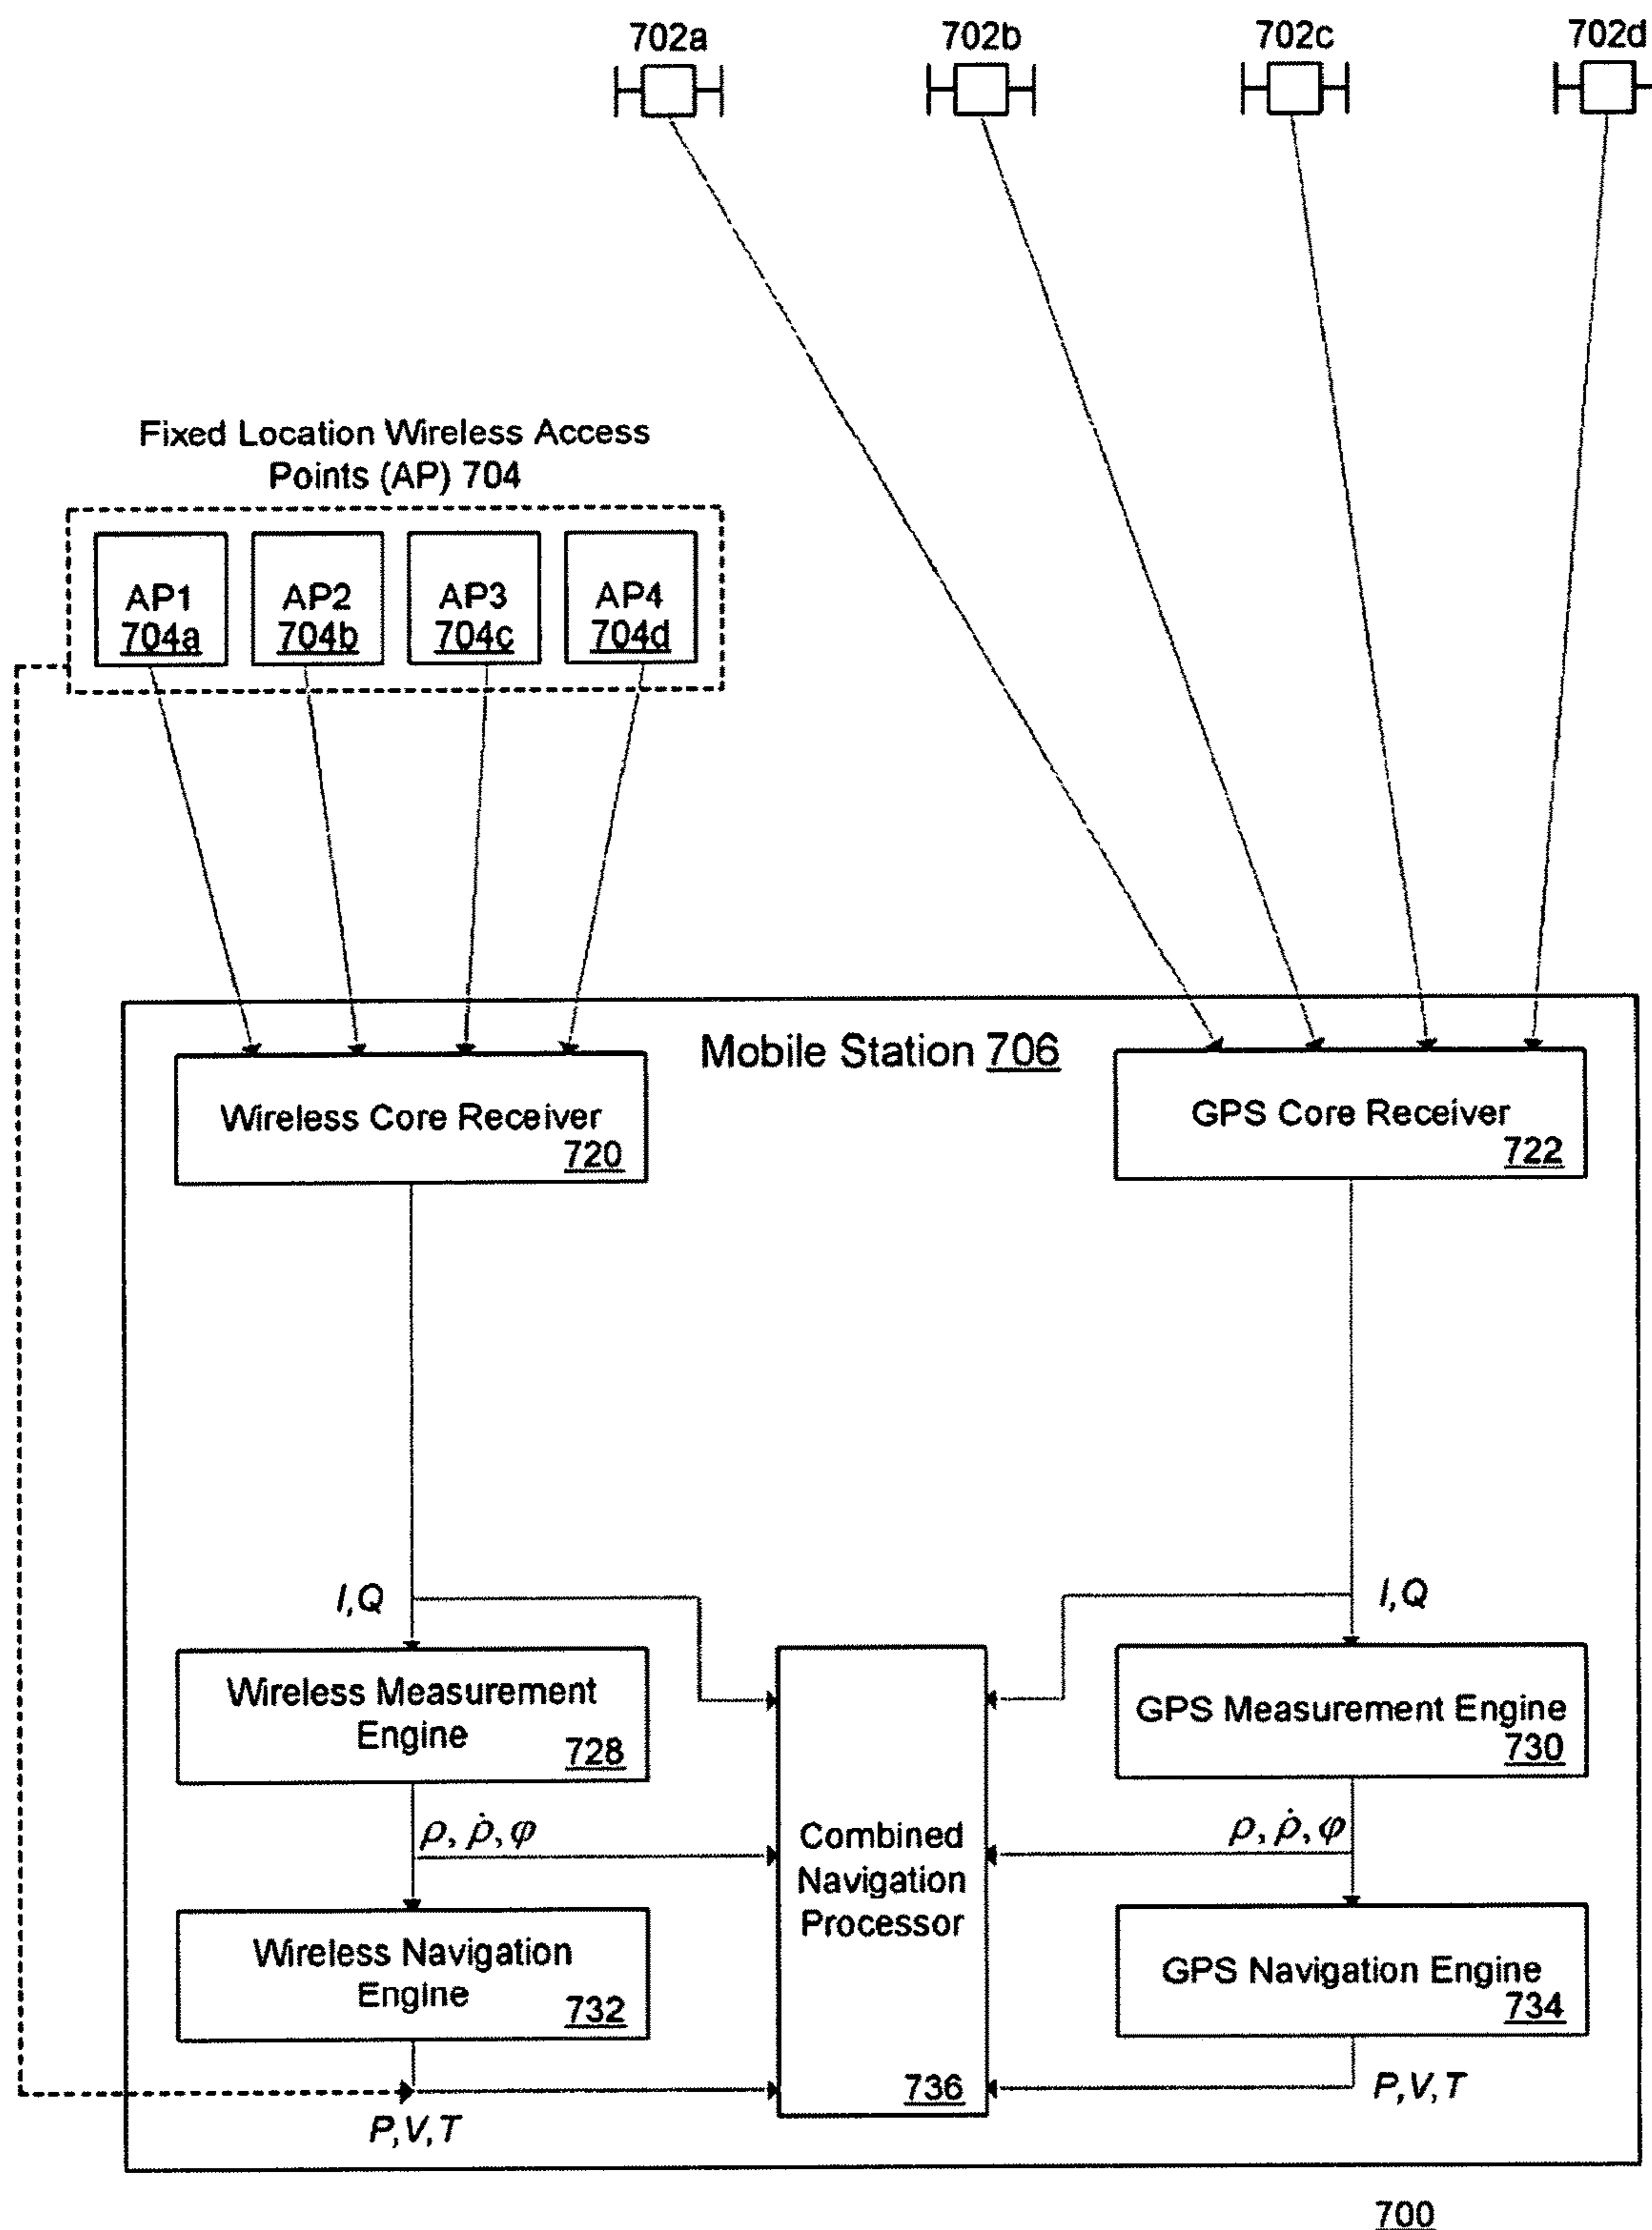 702a 702b 702c 702d
Fixed Location Wireless Access
Points (AP) 704
AP1 AP2 AP3 AP4
704a 704b 704c 704d
Mobile Station 706
Wireless Core Receiver
720
GPS Core Receiver
722
I,Q
I,Q
Wireless Measurement
Engine
728
GPS Measurement Engine
730
ρ, ρ̇, φ
ρ, ρ̇, φ
Combined
Navigation
Processor
736
Wireless Navigation
Engine
732
GPS Navigation Engine
734
P,V,T
P,V,T
700